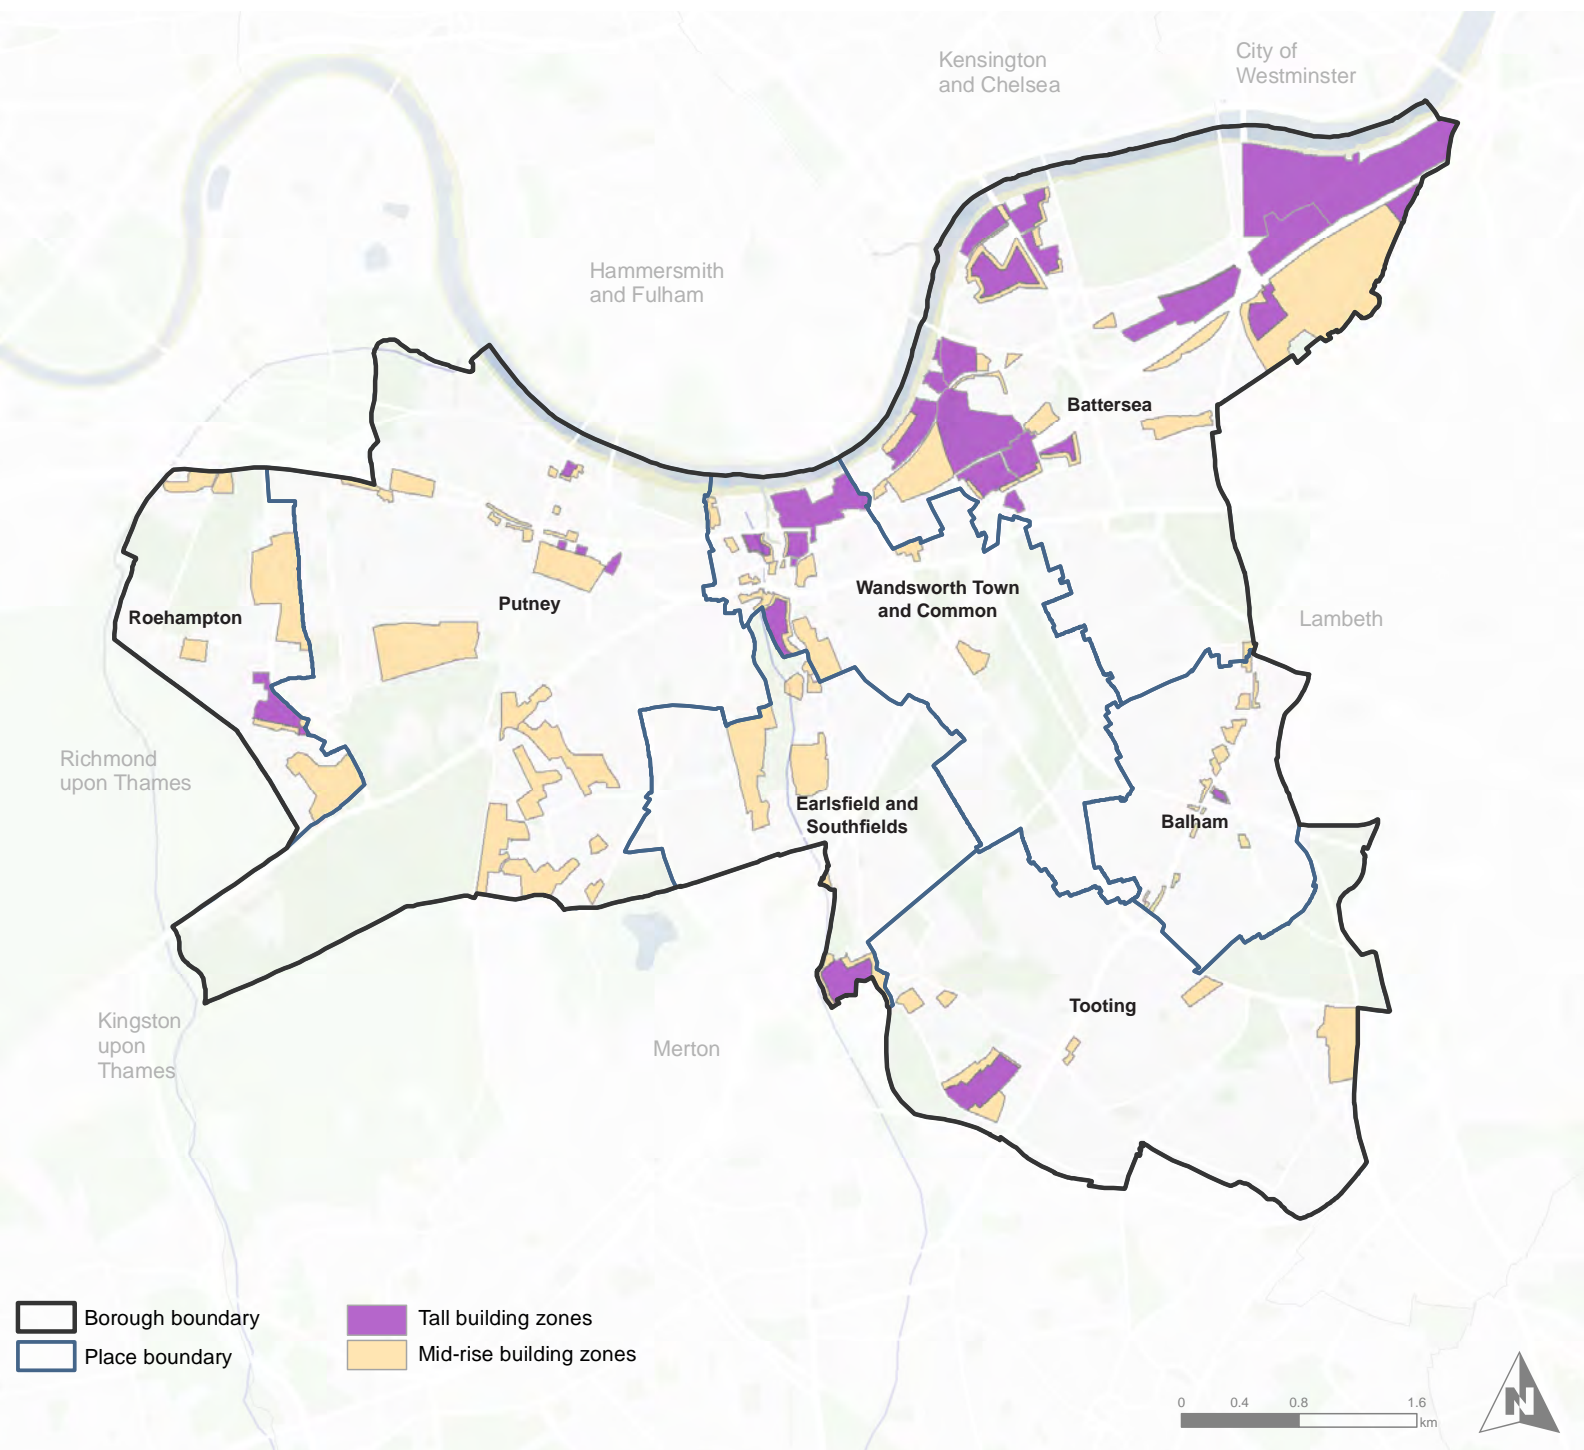 Kensington
and Chelsea
City of
Westminster
Hammersmith
and Fulham
Battersea
Roehampton
Putney
Wandsworth Town
and Common
Lambeth
Richmond
upon Thames
Earlsfield and
Southfields
Balham
Tooting
Kingston
upon
Thames
Merton
Borough boundary
Place boundary
Tall building zones
Mid-rise building zones
0 0.4 0.8 1.6
km
N